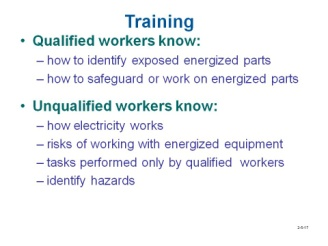 Training
• Qualified workers know:
– how to identify exposed energized parts
– how to safeguard or work on energized parts
• Unqualified workers know:
– how electricity works
– risks of working with energized equipment
– tasks performed only by qualified workers
– identify hazards